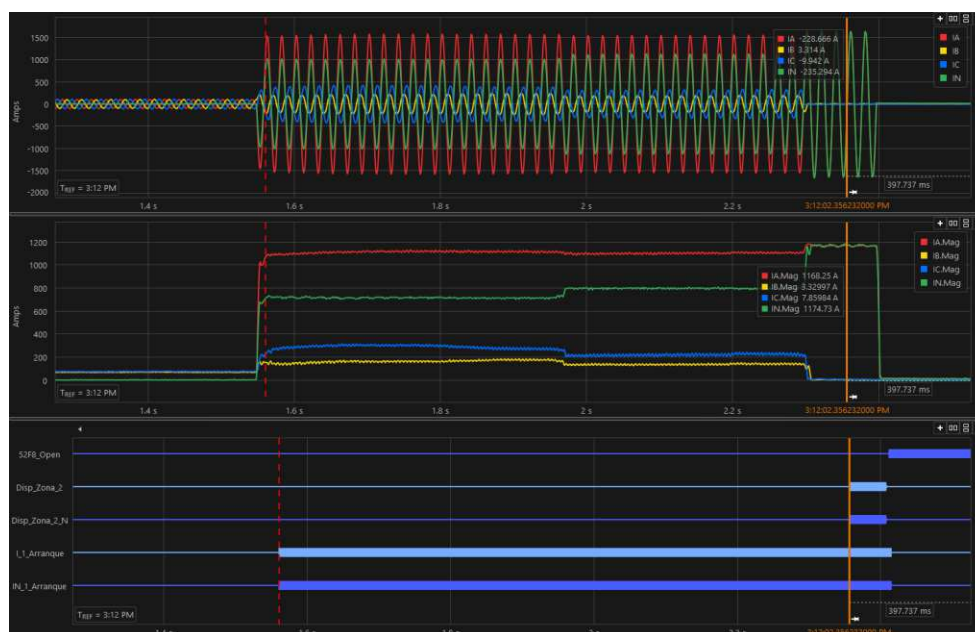 IA
IB
IC
IN
1500
1000
500
0
-500
-1000
-1500
-2000
Amps
IA -228.666 A
IB 3.314 A
IC -9.942 A
IN -235.294 A
TREF = 3:12 PM
397.737 ms
1.4 s
1.6 s
1.8 s
2 s
2.2 s
3:12:02.356232000 PM
IA.Mag
IB.Mag
IC.Mag
IN.Mag
1200
1000
800
600
400
200
0
Amps
IA.Mag 1168.25 A
IB.Mag 3.32997 A
IC.Mag 7.85984 A
IN.Mag 1174.73 A
TREF = 3:12 PM
397.737 ms
1.4 s
1.6 s
1.8 s
2 s
2.2 s
3:12:02.356232000 PM
52F8_Open
Disp_Zona_2
Disp_Zona_2_N
I_1_Arranque
IN_1_Arranque
TREF = 3:12 PM
397.737 ms